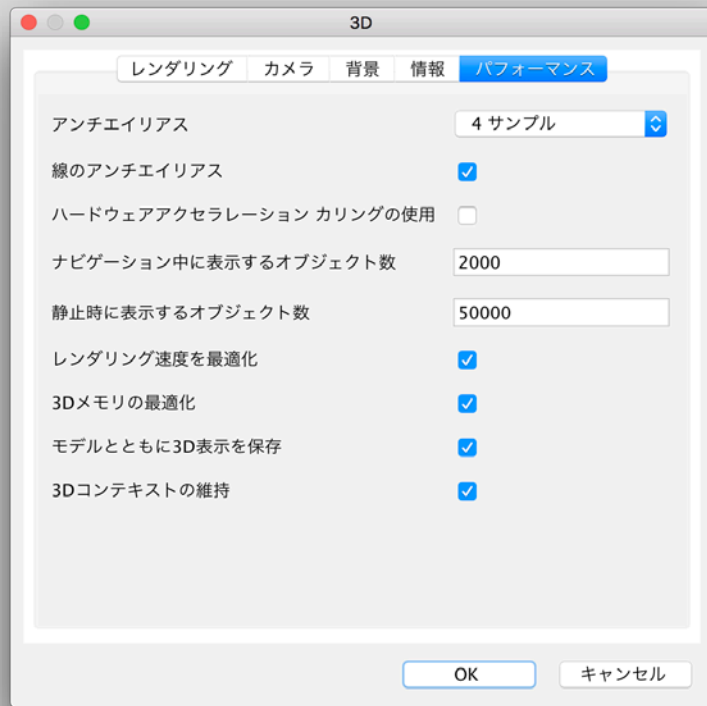 3D
レンダリング カメラ 背景 情報 パフォーマンス
アンチエイリアス 4 サンプル
線のアンチエイリアス
ハードウェアアクセラレーション カリングの使用
ナビゲーション中に表示するオブジェクト数 2000
静止時に表示するオブジェクト数 50000
レンダリング速度を最適化
3Dメモリの最適化
モデルとともに3D表示を保存
3Dコンテキストの維持
OK キャンセル